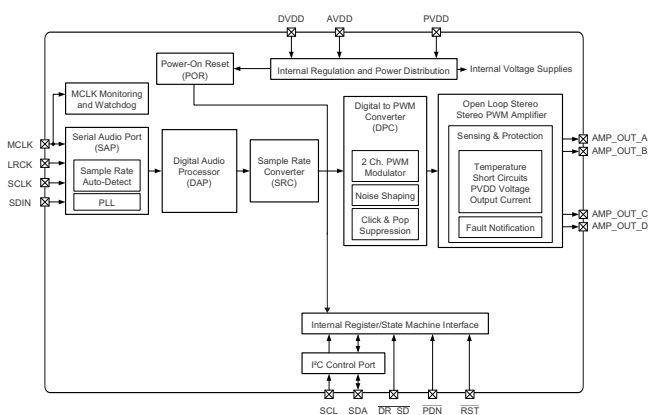 DVDD AVDD PVDD
Power-On Reset
(POR)
Internal Regulation and Power Distribution
Internal Voltage Supplies
MCLK Monitoring
and Watchdog
MCLK
LRCK
SCLK
SDIN
Serial Audio Port
(SAP)
Sample Rate
Auto-Detect
PLL
Digital Audio
Processor
(DAP)
Sample Rate
Converter
(SRC)
Digital to PWM
Converter
(DPC)
2 Ch. PWM
Modulator
Noise Shaping
Click & Pop
Suppression
Open Loop Stereo
Stereo PWM Amplifier
Sensing & Protection
Temperature
Short Circuits
PVDD Voltage
Output Current
Fault Notification
AMP_OUT_A
AMP_OUT_B
AMP_OUT_C
AMP_OUT_D
Internal Register/State Machine Interface
I²C Control Port
SCL SDA DR_SD PDN RST